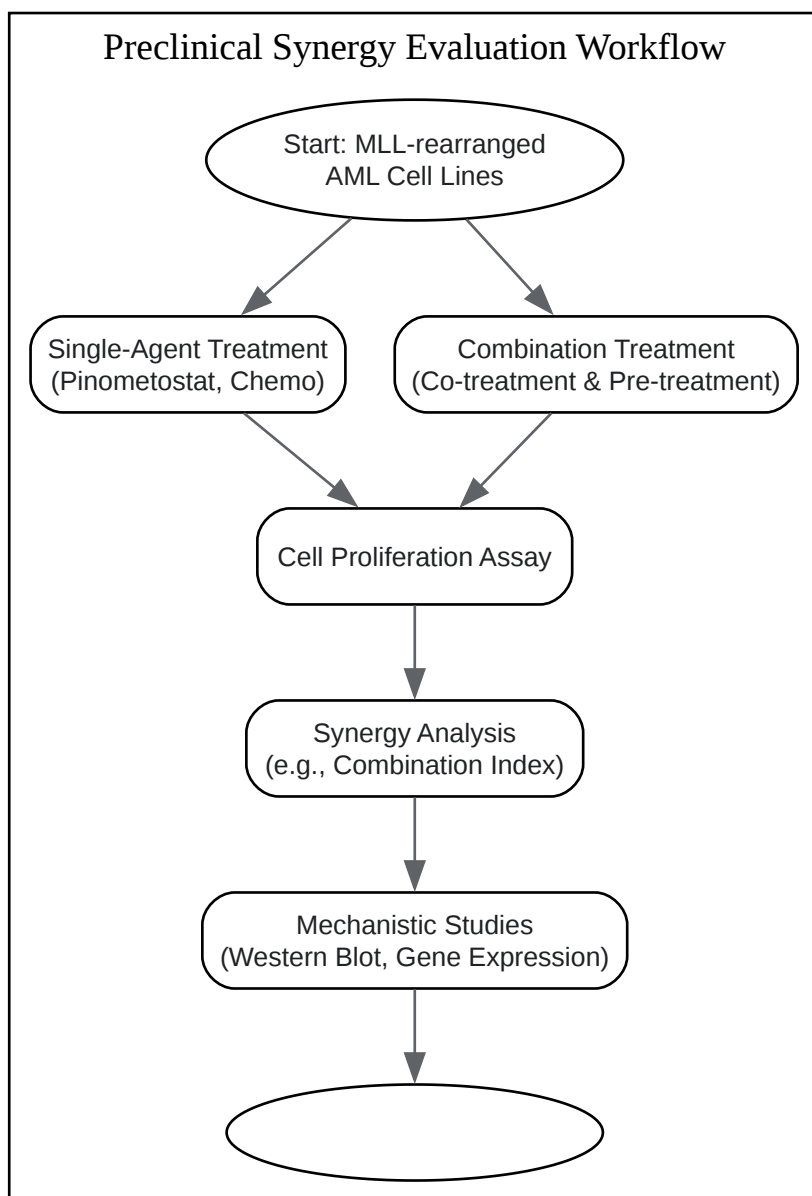 Preclinical Synergy Evaluation Workflow
Start: MLL-rearranged
AML Cell Lines
Single-Agent Treatment
(Pinometostat, Chemo)
Combination Treatment
(Co-treatment & Pre-treatment)
Cell Proliferation Assay
Synergy Analysis
(e.g., Combination Index)
Mechanistic Studies
(Western Blot, Gene Expression)